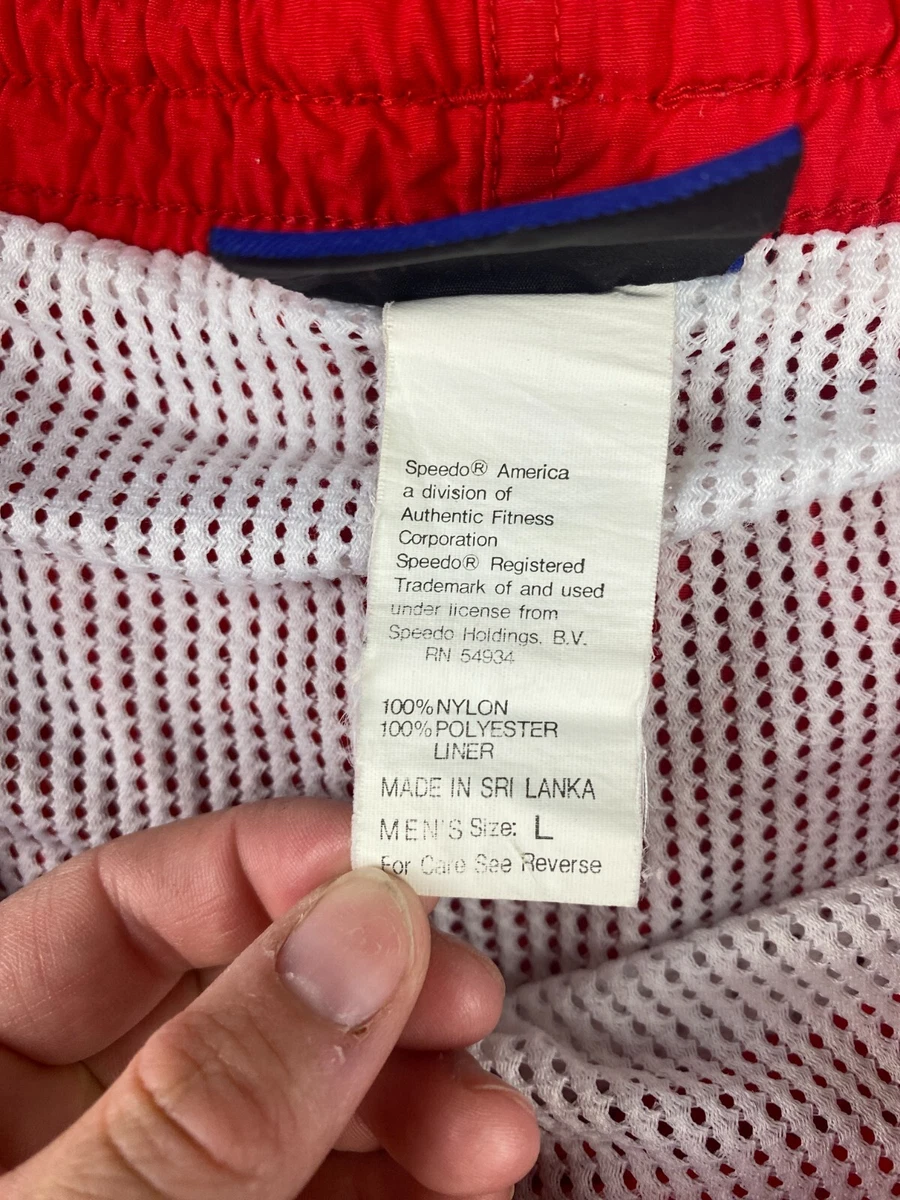 Speedo® America
a division of
Authentic Fitness
Corporation
Speedo® Registered
Trademark of and used
under license from
Speedo Holdings, B.V.
RN 54934
100% NYLON
100% POLYESTER
LINER
MADE IN SRI LANKA
MEN'S Size: L
For Care See Reverse